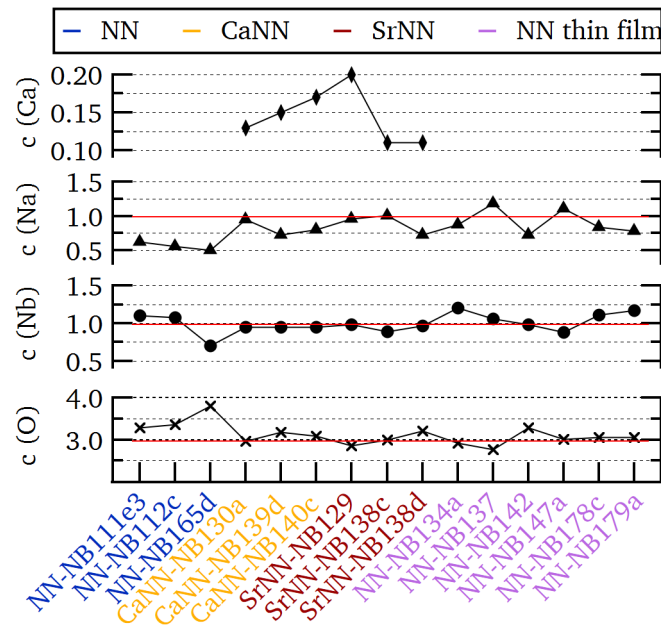 NN CaNN SrNN NN thin film
c (Ca)
0.20
0.15
0.10
c (Na)
1.5
1.0
0.5
c (Nb)
1.5
1.0
0.5
c (O)
4.0
3.0
NN-NB111e3
NN-NB112c
NN-NB165d
CaNN-NB130a
CaNN-NB139d
CaNN-NB140c
SrNN-NB129
SrNN-NB138c
SrNN-NB138d
NN-NB134a
NN-NB137
NN-NB142
NN-NB147a
NN-NB178c
NN-NB179a